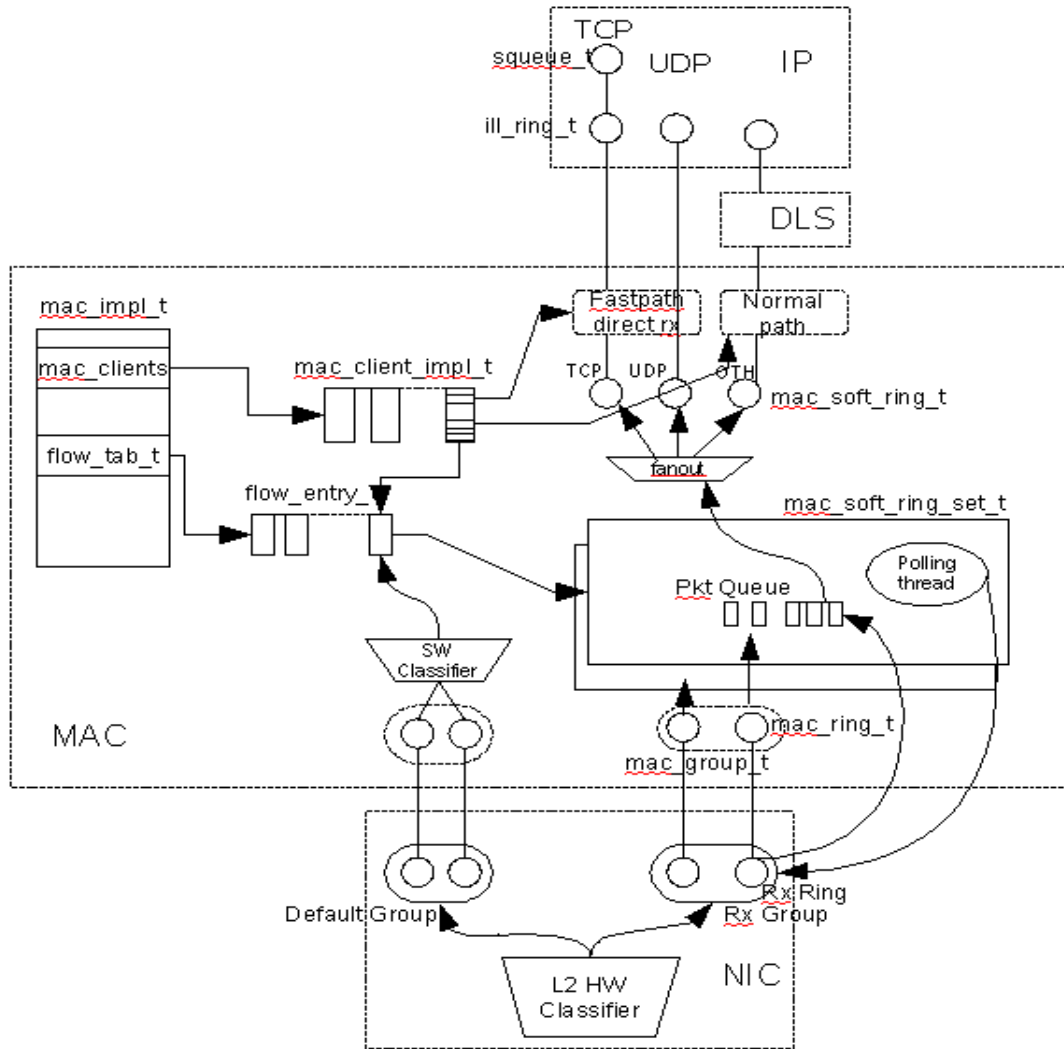 TCP
squeue_t
UDP
IP
ill_ring_t
DLS
mac_impl_t
Fastpath
direct rx
Normal
path
mac_clients
mac_client_impl_t
TCP
UDP
OTH
mac_soft_ring_t
flow_tab_t
fanout
flow_entry_
mac_soft_ring_set_t
Polling
thread
Pkt Queue
SW
Classifier
MAC
mac_ring_t
mac_group_t
Rx Ring
Default Group
Rx Group
NIC
L2 HW
Classifier